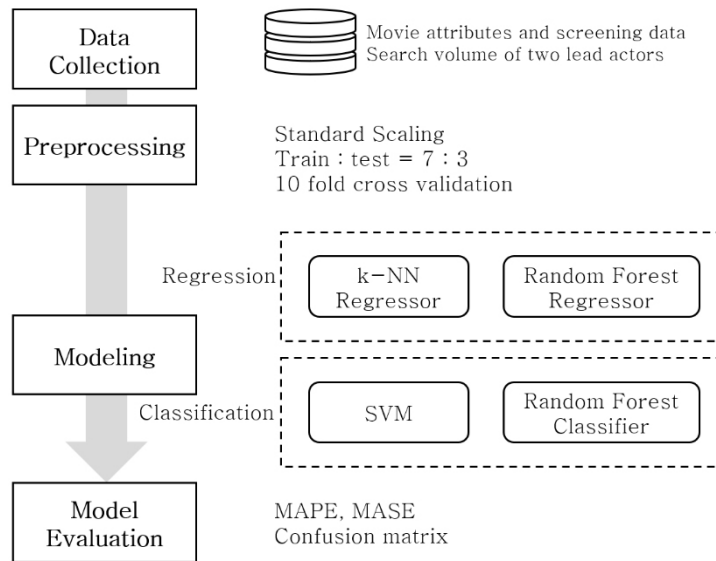 Data
Collection
Movie attributes and screening data
Search volume of two lead actors
Preprocessing
Standard Scaling
Train : test = 7 : 3
10 fold cross validation
Modeling
Regression
k-NN
Regressor
Random Forest
Regressor
Classification
SVM
Random Forest
Classifier
Model
Evaluation
MAPE, MASE
Confusion matrix